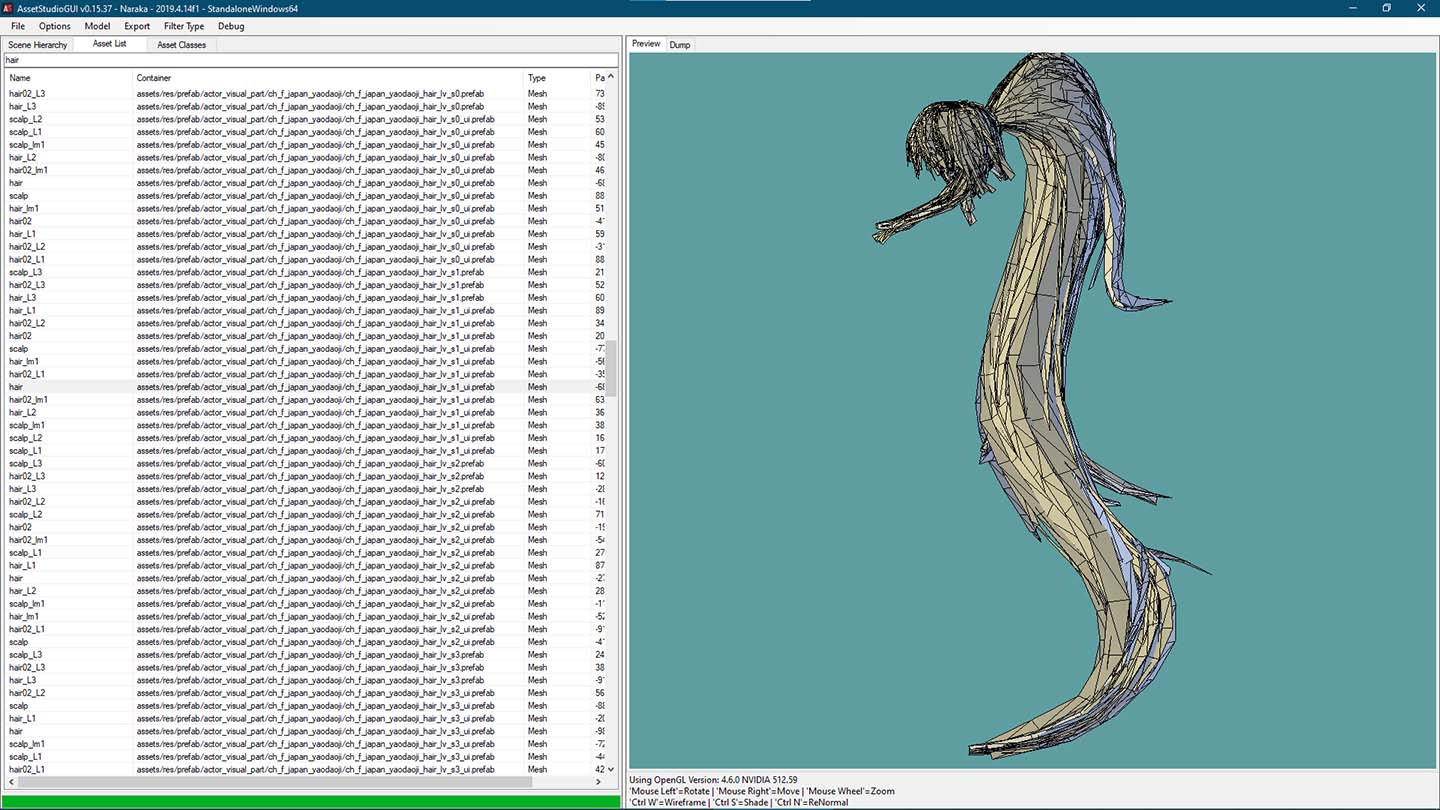 AssetStudioGUI v0.15.37 - Naraka - 2019.4.14f1 - StandaloneWindows64
File Options Model Export Filter Type Debug
Scene Hierarchy Asset List Asset Classes
hair
Name Container Type Pa
hair02_L3 assets/res/prefab/actor_visual_part/ch_f_japan_yaodaoji/ch_f_japan_yaodaoji_hair_lv_s0.prefab Mesh 73
hair_L3 assets/res/prefab/actor_visual_part/ch_f_japan_yaodaoji/ch_f_japan_yaodaoji_hair_lv_s0.prefab Mesh -85
scalp_L2 assets/res/prefab/actor_visual_part/ch_f_japan_yaodaoji/ch_f_japan_yaodaoji_hair_lv_s0_ui.prefab Mesh 53
scalp_L1 assets/res/prefab/actor_visual_part/ch_f_japan_yaodaoji/ch_f_japan_yaodaoji_hair_lv_s0_ui.prefab Mesh 60
scalp_lm1 assets/res/prefab/actor_visual_part/ch_f_japan_yaodaoji/ch_f_japan_yaodaoji_hair_lv_s0_ui.prefab Mesh 45
hair_L2 assets/res/prefab/actor_visual_part/ch_f_japan_yaodaoji/ch_f_japan_yaodaoji_hair_lv_s0_ui.prefab Mesh -80
hair02_lm1 assets/res/prefab/actor_visual_part/ch_f_japan_yaodaoji/ch_f_japan_yaodaoji_hair_lv_s0_ui.prefab Mesh 46
hair assets/res/prefab/actor_visual_part/ch_f_japan_yaodaoji/ch_f_japan_yaodaoji_hair_lv_s0_ui.prefab Mesh -68
scalp assets/res/prefab/actor_visual_part/ch_f_japan_yaodaoji/ch_f_japan_yaodaoji_hair_lv_s0_ui.prefab Mesh 88
hair_lm1 assets/res/prefab/actor_visual_part/ch_f_japan_yaodaoji/ch_f_japan_yaodaoji_hair_lv_s0_ui.prefab Mesh 51
hair02 assets/res/prefab/actor_visual_part/ch_f_japan_yaodaoji/ch_f_japan_yaodaoji_hair_lv_s0_ui.prefab Mesh -41
hair_L1 assets/res/prefab/actor_visual_part/ch_f_japan_yaodaoji/ch_f_japan_yaodaoji_hair_lv_s0_ui.prefab Mesh 59
hair02_L2 assets/res/prefab/actor_visual_part/ch_f_japan_yaodaoji/ch_f_japan_yaodaoji_hair_lv_s0_ui.prefab Mesh -31
hair02_L1 assets/res/prefab/actor_visual_part/ch_f_japan_yaodaoji/ch_f_japan_yaodaoji_hair_lv_s0_ui.prefab Mesh 88
scalp_L3 assets/res/prefab/actor_visual_part/ch_f_japan_yaodaoji/ch_f_japan_yaodaoji_hair_lv_s1.prefab Mesh 21
hair02_L3 assets/res/prefab/actor_visual_part/ch_f_japan_yaodaoji/ch_f_japan_yaodaoji_hair_lv_s1.prefab Mesh 52
hair_L3 assets/res/prefab/actor_visual_part/ch_f_japan_yaodaoji/ch_f_japan_yaodaoji_hair_lv_s1.prefab Mesh 60
hair_L1 assets/res/prefab/actor_visual_part/ch_f_japan_yaodaoji/ch_f_japan_yaodaoji_hair_lv_s1_ui.prefab Mesh 89
hair02_L2 assets/res/prefab/actor_visual_part/ch_f_japan_yaodaoji/ch_f_japan_yaodaoji_hair_lv_s1_ui.prefab Mesh 34
hair02 assets/res/prefab/actor_visual_part/ch_f_japan_yaodaoji/ch_f_japan_yaodaoji_hair_lv_s1_ui.prefab Mesh 20
scalp assets/res/prefab/actor_visual_part/ch_f_japan_yaodaoji/ch_f_japan_yaodaoji_hair_lv_s1_ui.prefab Mesh
hair_lm1 assets/res/prefab/actor_visual_part/ch_f_japan_yaodaoji/ch_f_japan_yaodaoji_hair_lv_s1_ui.prefab Mesh
hair02_L1 assets/res/prefab/actor_visual_part/ch_f_japan_yaodaoji/ch_f_japan_yaodaoji_hair_lv_s1_ui.prefab Mesh
hair assets/res/prefab/actor_visual_part/ch_f_japan_yaodaoji/ch_f_japan_yaodaoji_hair_lv_s1_ui.prefab Mesh -68
hair02_lm1 assets/res/prefab/actor_visual_part/ch_f_japan_yaodaoji/ch_f_japan_yaodaoji_hair_lv_s1_ui.prefab Mesh 63
hair_L2 assets/res/prefab/actor_visual_part/ch_f_japan_yaodaoji/ch_f_japan_yaodaoji_hair_lv_s1_ui.prefab Mesh 36
scalp_lm1 assets/res/prefab/actor_visual_part/ch_f_japan_yaodaoji/ch_f_japan_yaodaoji_hair_lv_s1_ui.prefab Mesh 38
scalp_L2 assets/res/prefab/actor_visual_part/ch_f_japan_yaodaoji/ch_f_japan_yaodaoji_hair_lv_s1_ui.prefab Mesh 16
scalp_L1 assets/res/prefab/actor_visual_part/ch_f_japan_yaodaoji/ch_f_japan_yaodaoji_hair_lv_s1_ui.prefab Mesh 17
scalp_L3 assets/res/prefab/actor_visual_part/ch_f_japan_yaodaoji/ch_f_japan_yaodaoji_hair_lv_s2.prefab Mesh -60
hair02_L3 assets/res/prefab/actor_visual_part/ch_f_japan_yaodaoji/ch_f_japan_yaodaoji_hair_lv_s2.prefab Mesh 12
hair_L3 assets/res/prefab/actor_visual_part/ch_f_japan_yaodaoji/ch_f_japan_yaodaoji_hair_lv_s2.prefab Mesh -28
hair02_L2 assets/res/prefab/actor_visual_part/ch_f_japan_yaodaoji/ch_f_japan_yaodaoji_hair_lv_s2_ui.prefab Mesh
scalp_L2 assets/res/prefab/actor_visual_part/ch_f_japan_yaodaoji/ch_f_japan_yaodaoji_hair_lv_s2_ui.prefab Mesh 71
hair02 assets/res/prefab/actor_visual_part/ch_f_japan_yaodaoji/ch_f_japan_yaodaoji_hair_lv_s2_ui.prefab Mesh
hair02_lm1 assets/res/prefab/actor_visual_part/ch_f_japan_yaodaoji/ch_f_japan_yaodaoji_hair_lv_s2_ui.prefab Mesh -54
scalp_L1 assets/res/prefab/actor_visual_part/ch_f_japan_yaodaoji/ch_f_japan_yaodaoji_hair_lv_s2_ui.prefab Mesh 27
hair_L1 assets/res/prefab/actor_visual_part/ch_f_japan_yaodaoji/ch_f_japan_yaodaoji_hair_lv_s2_ui.prefab Mesh 87
hair assets/res/prefab/actor_visual_part/ch_f_japan_yaodaoji/ch_f_japan_yaodaoji_hair_lv_s2_ui.prefab Mesh
hair_L2 assets/res/prefab/actor_visual_part/ch_f_japan_yaodaoji/ch_f_japan_yaodaoji_hair_lv_s2_ui.prefab Mesh 28
scalp_lm1 assets/res/prefab/actor_visual_part/ch_f_japan_yaodaoji/ch_f_japan_yaodaoji_hair_lv_s2_ui.prefab Mesh
hair_lm1 assets/res/prefab/actor_visual_part/ch_f_japan_yaodaoji/ch_f_japan_yaodaoji_hair_lv_s2_ui.prefab Mesh -52
hair02_L1 assets/res/prefab/actor_visual_part/ch_f_japan_yaodaoji/ch_f_japan_yaodaoji_hair_lv_s2_ui.prefab Mesh -91
scalp assets/res/prefab/actor_visual_part/ch_f_japan_yaodaoji/ch_f_japan_yaodaoji_hair_lv_s2_ui.prefab Mesh -41
scalp_L3 assets/res/prefab/actor_visual_part/ch_f_japan_yaodaoji/ch_f_japan_yaodaoji_hair_lv_s3.prefab Mesh 24
hair02_L3 assets/res/prefab/actor_visual_part/ch_f_japan_yaodaoji/ch_f_japan_yaodaoji_hair_lv_s3.prefab Mesh 38
hair_L3 assets/res/prefab/actor_visual_part/ch_f_japan_yaodaoji/ch_f_japan_yaodaoji_hair_lv_s3.prefab Mesh -91
hair02_L2 assets/res/prefab/actor_visual_part/ch_f_japan_yaodaoji/ch_f_japan_yaodaoji_hair_lv_s3_ui.prefab Mesh 56
scalp assets/res/prefab/actor_visual_part/ch_f_japan_yaodaoji/ch_f_japan_yaodaoji_hair_lv_s3_ui.prefab Mesh -88
hair_L1 assets/res/prefab/actor_visual_part/ch_f_japan_yaodaoji/ch_f_japan_yaodaoji_hair_lv_s3_ui.prefab Mesh -20
hair assets/res/prefab/actor_visual_part/ch_f_japan_yaodaoji/ch_f_japan_yaodaoji_hair_lv_s3_ui.prefab Mesh -98
scalp_lm1 assets/res/prefab/actor_visual_part/ch_f_japan_yaodaoji/ch_f_japan_yaodaoji_hair_lv_s3_ui.prefab Mesh
scalp_L1 assets/res/prefab/actor_visual_part/ch_f_japan_yaodaoji/ch_f_japan_yaodaoji_hair_lv_s3_ui.prefab Mesh -44
hair02_L1 assets/res/prefab/actor_visual_part/ch_f_japan_yaodaoji/ch_f_japan_yaodaoji_hair_lv_s3_ui.prefab Mesh 42
Preview Dump
Using OpenGL Version: 4.6.0 NVIDIA 512.59
'Mouse Left'=Rotate | 'Mouse Right'=Move | 'Mouse Wheel'=Zoom
'Ctrl W'=Wireframe | 'Ctrl S'=Shade | 'Ctrl N'=ReNormal